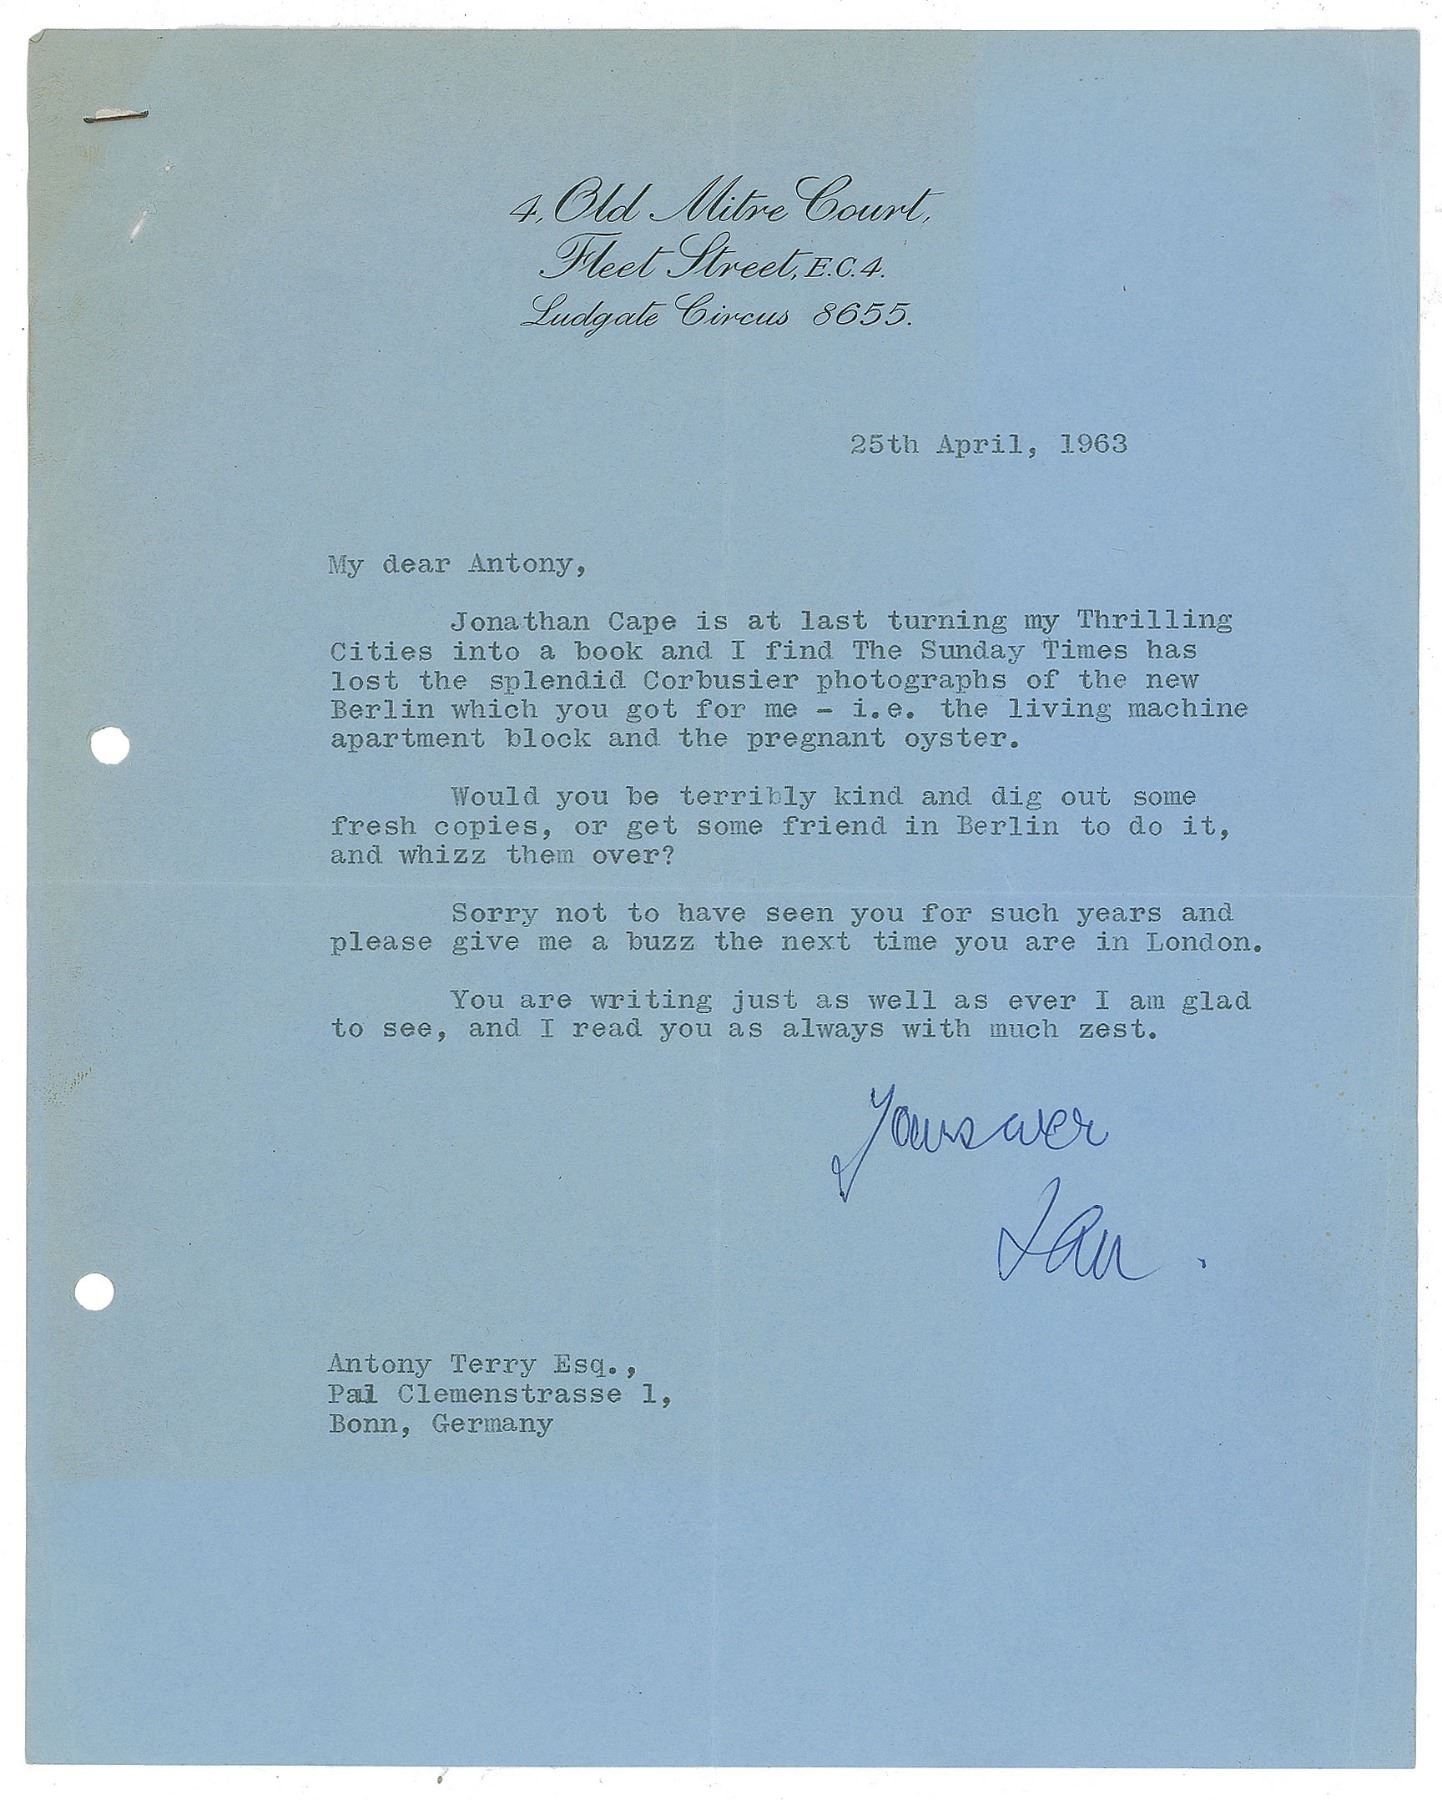 4, Old Mitre Court,
Fleet Street, E.C.4.
Ludgate Circus 8655.
25th April, 1963
My dear Antony,
Jonathan Cape is at last turning my Thrilling
Cities into a book and I find The Sunday Times has
lost the splendid Corbusier photographs of the new
Berlin which you got for me - i.e. the living machine
apartment block and the pregnant oyster.
Would you be terribly kind and dig out some
fresh copies, or get some friend in Berlin to do it,
and whizz them over?
Sorry not to have seen you for such years and
please give me a buzz the next time you are in London.
You are writing just as well as ever I am glad
to see, and I read you as always with much zest.
Yours ever
Ian.
Antony Terry Esq.,
Pal Clemenstrasse 1,
Bonn, Germany